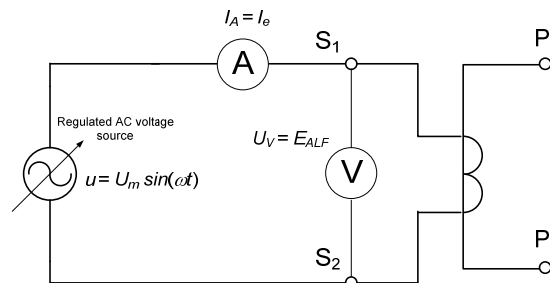 I_A = I_e
S_1
P
A
Regulated AC voltage
source
U_V = E_ALF
V
u = U_m sin(ωt)
S_2
P